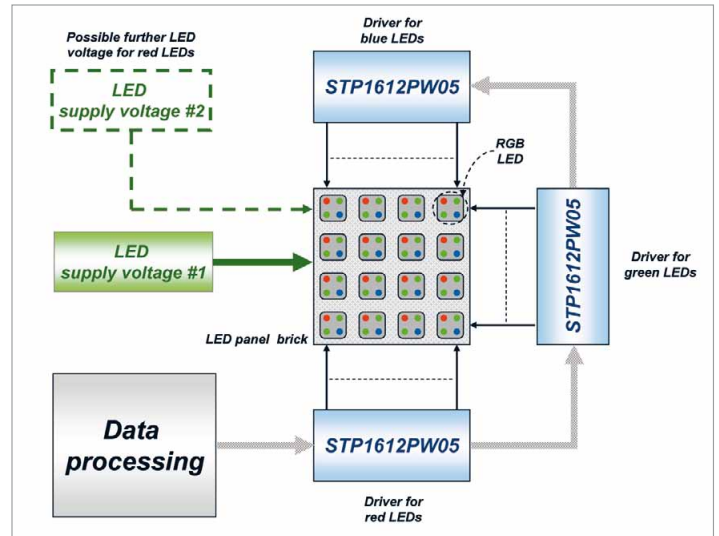 Possible further LED
voltage for red LEDs
LED
supply voltage #2
Driver for
blue LEDs
STP1612PW05
RGB
LED
LED
supply voltage #1
STP1612PW05
Driver for
green LEDs
LED panel brick
Data
processing
STP1612PW05
Driver for
red LEDs